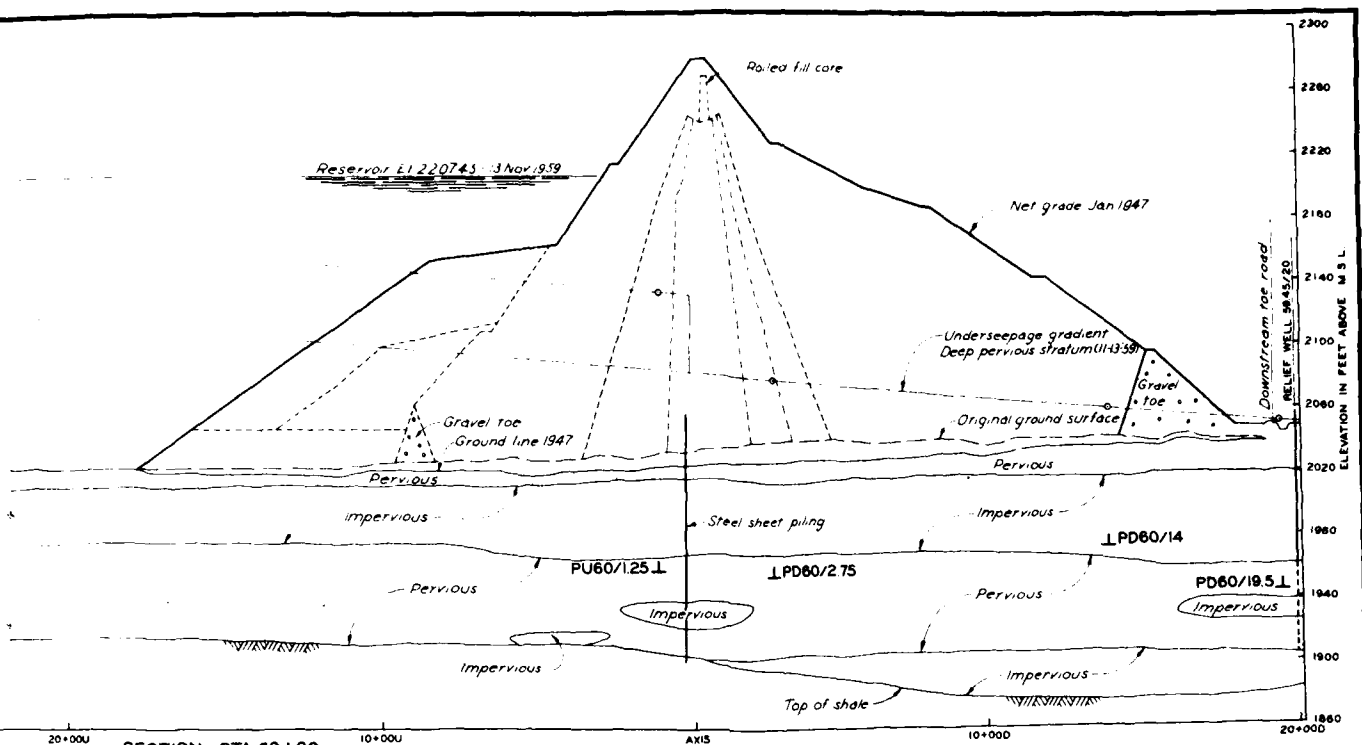 2300
Rolled fill core
2260
2220
Reservoir El 2207.45 13 Nov 1959
Net grade Jan 1947
2180
2140
Underseepage gradient
Deep pervious stratum (11-13-59)
2100
Gravel
toe
Downstream toe road
RELIEF WELL 59.45/20
ELEVATION IN FEET ABOVE M S L
Gravel toe
Ground line 1947
Original ground surface
2060
Pervious
Pervious
2020
Impervious
Impervious
Steel sheet piling
1980
PU60/1.25
PD60/2.75
PD60/14
Pervious
Pervious
PD60/19.5
1940
Impervious
Impervious
Impervious
Impervious
1900
Top of shale
1860
20+00U
10+00U
AXIS
10+00D
20+00D